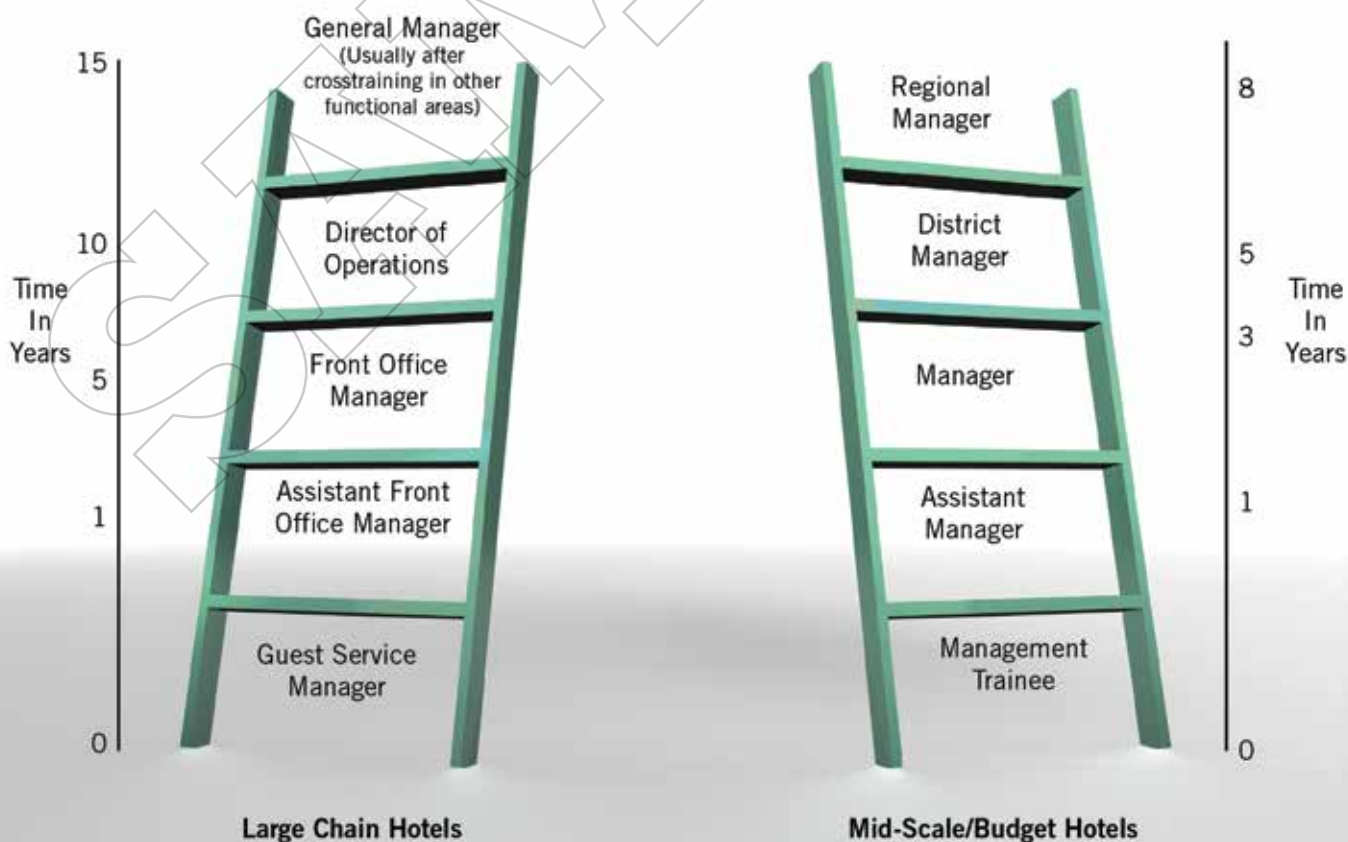 General Manager
(Usually after
crosstraining in other
functional areas)
Director of
Operations
Front Office
Manager
Assistant Front
Office Manager
Guest Service
Manager
15
10
5
1
0
Time
In
Years
Large Chain Hotels
Regional
Manager
District
Manager
Manager
Assistant
Manager
Management
Trainee
8
5
3
1
0
Time
In
Years
Mid-Scale/Budget Hotels